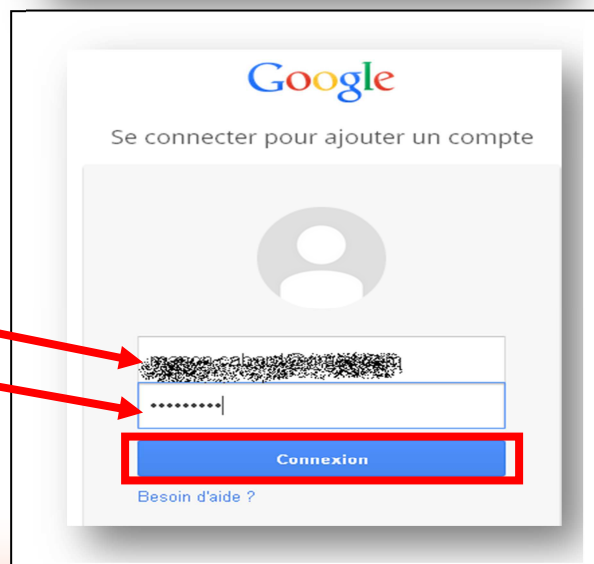 Google
Se connecter pour ajouter un compte
•••••••••
Connexion
Besoin d'aide ?